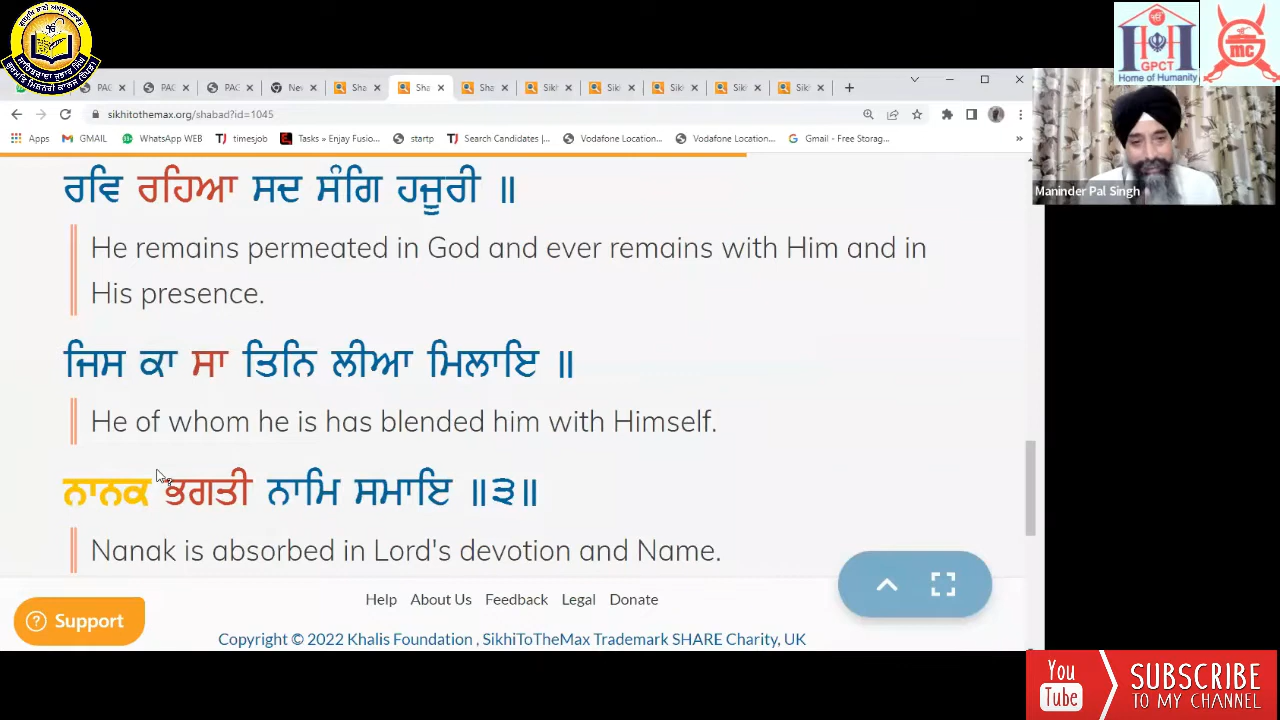 GPCT
Home of Humanity
MC
sikhitothemax.org/shabad?id=1045
Apps GMAIL WhatsApp WEB timesjob Tasks » Enjoy Fusio... startp Search Candidates |... Vodafone Location... Vodafone Location... Gmail - Free Storag... »
Maninder Pal Singh
ਰਵਿ ਰਹਿਆ ਸਦ ਸੰਗਿ ਹਜੂਰੀ ॥
He remains permeated in God and ever remains with Him and in
His presence.
ਜਿਸ ਕਾ ਸਾ ਤਿਨਿ ਲੀਆ ਮਿਲਾਇ ॥
He of whom he is has blended him with Himself.
ਨਾਨਕ ਭਗਤੀ ਨਾਮਿ ਸਮਾਇ ॥੩॥
Nanak is absorbed in Lord's devotion and Name.
Help About Us Feedback Legal Donate
Support
Copyright © 2022 Khalis Foundation , SikhiToTheMax Trademark SHARE Charity, UK
You Tube
SUBSCRIBE
TO MY CHANNEL